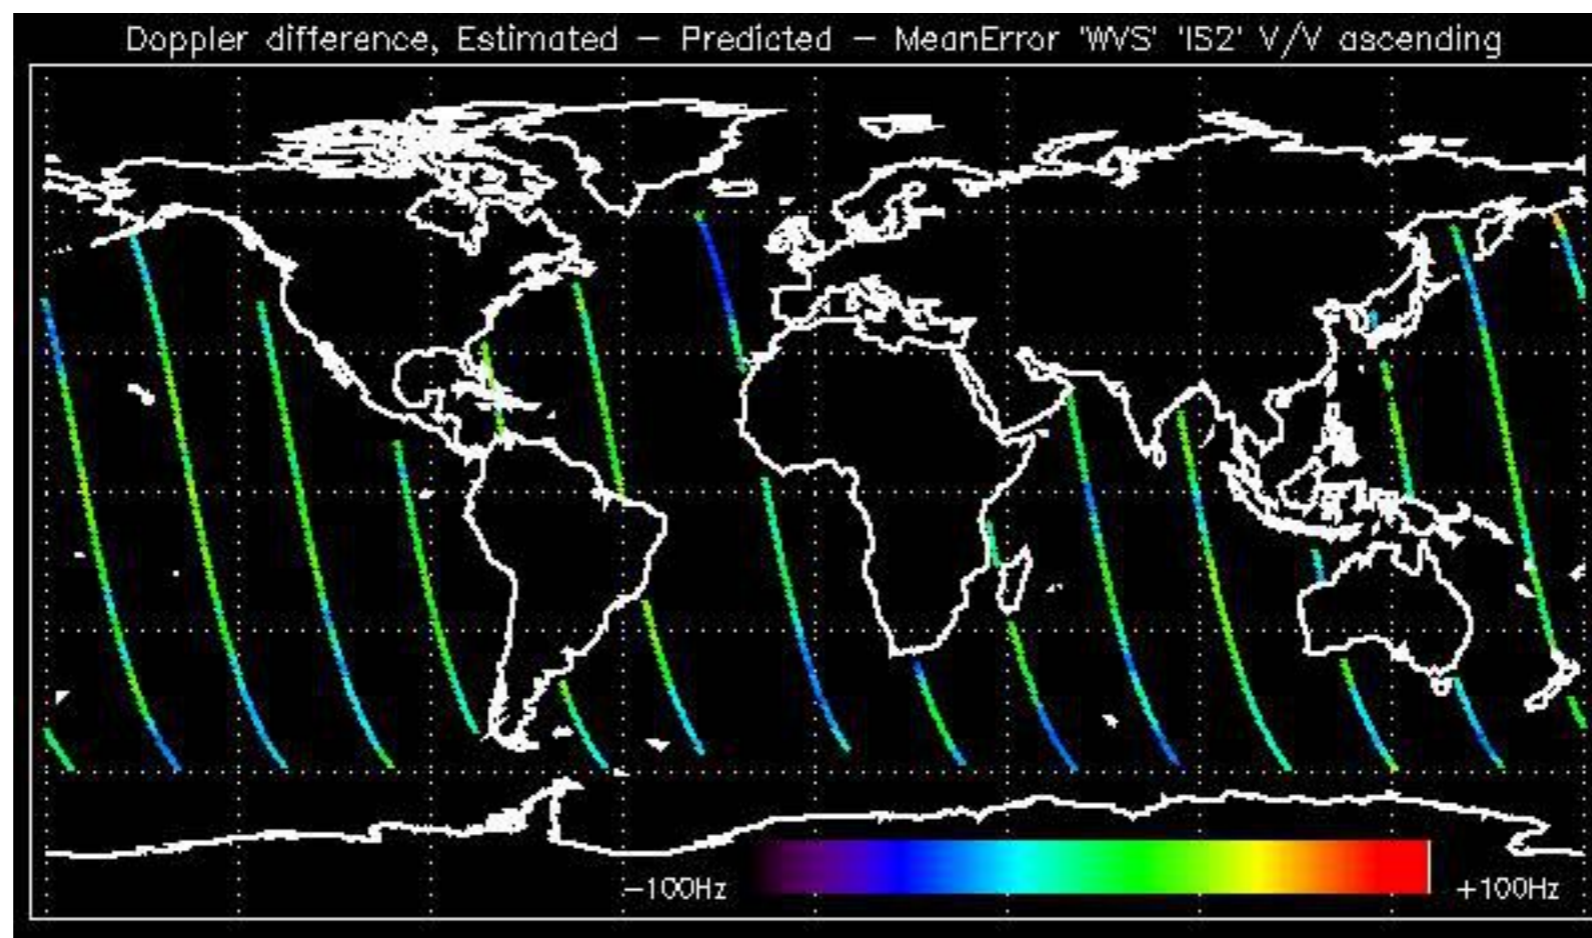 Doppler difference, Estimated – Predicted – MeanError 'WVS' 'IS2' V/V ascending
–100Hz
+100Hz